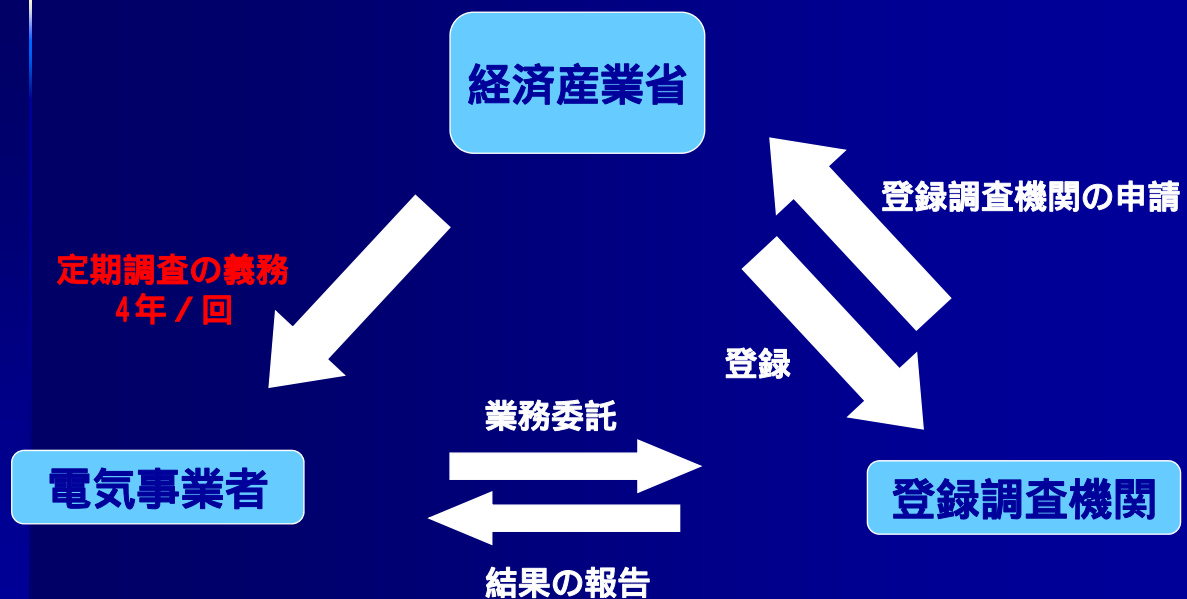 経済産業省
登録調査機関の申請
定期調査の義務
4年／回
登録
業務委託
電気事業者
登録調査機関
結果の報告